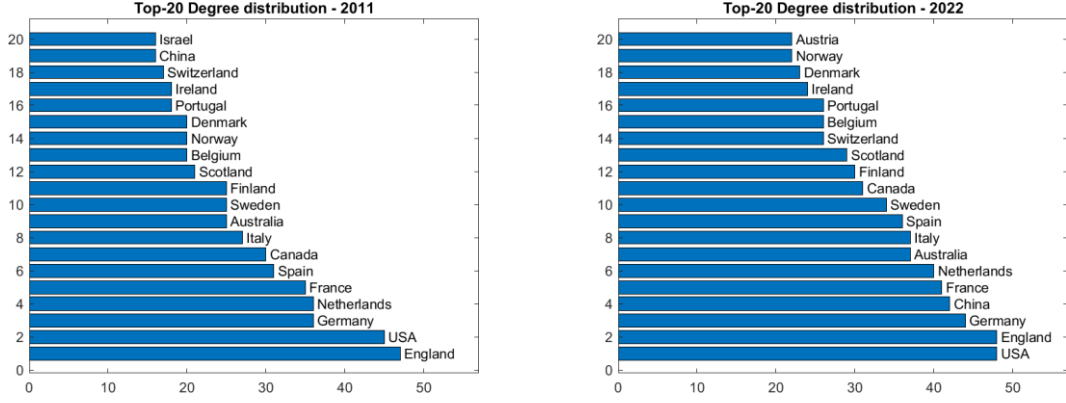 Top-20 Degree distribution - 2011
20
18
16
14
12
10
8
6
4
2
0
Israel
China
Switzerland
Ireland
Portugal
Denmark
Norway
Belgium
Scotland
Finland
Sweden
Australia
Italy
Canada
Spain
France
Netherlands
Germany
USA
England
0 10 20 30 40 50
Top-20 Degree distribution - 2022
20
18
16
14
12
10
8
6
4
2
0
Austria
Norway
Denmark
Ireland
Portugal
Belgium
Switzerland
Scotland
Finland
Canada
Sweden
Spain
Italy
Australia
Netherlands
France
China
Germany
England
USA
0 10 20 30 40 50